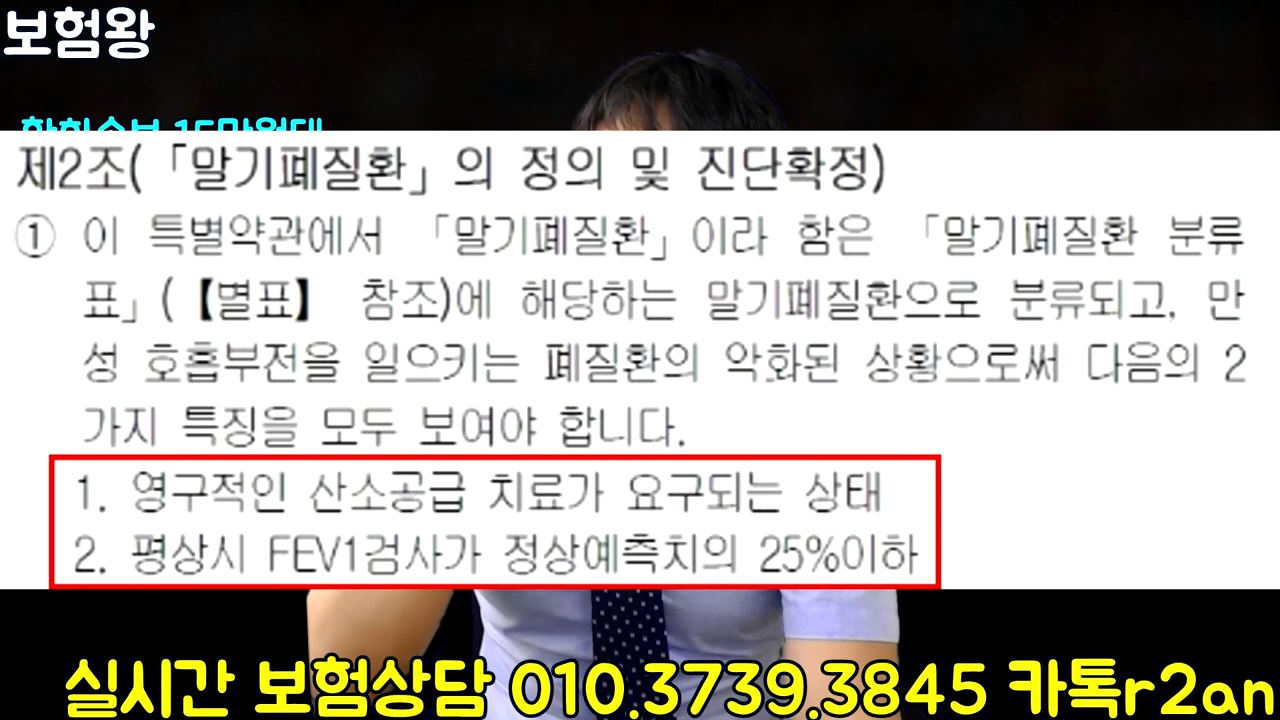 보험왕
제2조(「말기폐질환」의 정의 및 진단확정)
① 이 특별약관에서 「말기폐질환」이라 함은 「말기폐질환 분류
표」(【별표】 참조)에 해당하는 말기폐질환으로 분류되고, 만
성 호흡부전을 일으키는 폐질환의 악화된 상황으로써 다음의 2
가지 특징을 모두 보여야 합니다.
1. 영구적인 산소공급 치료가 요구되는 상태
2. 평상시 FEV1검사가 정상예측치의 25%이하
실시간 보험상담 010.3739.3845 카톡r2an